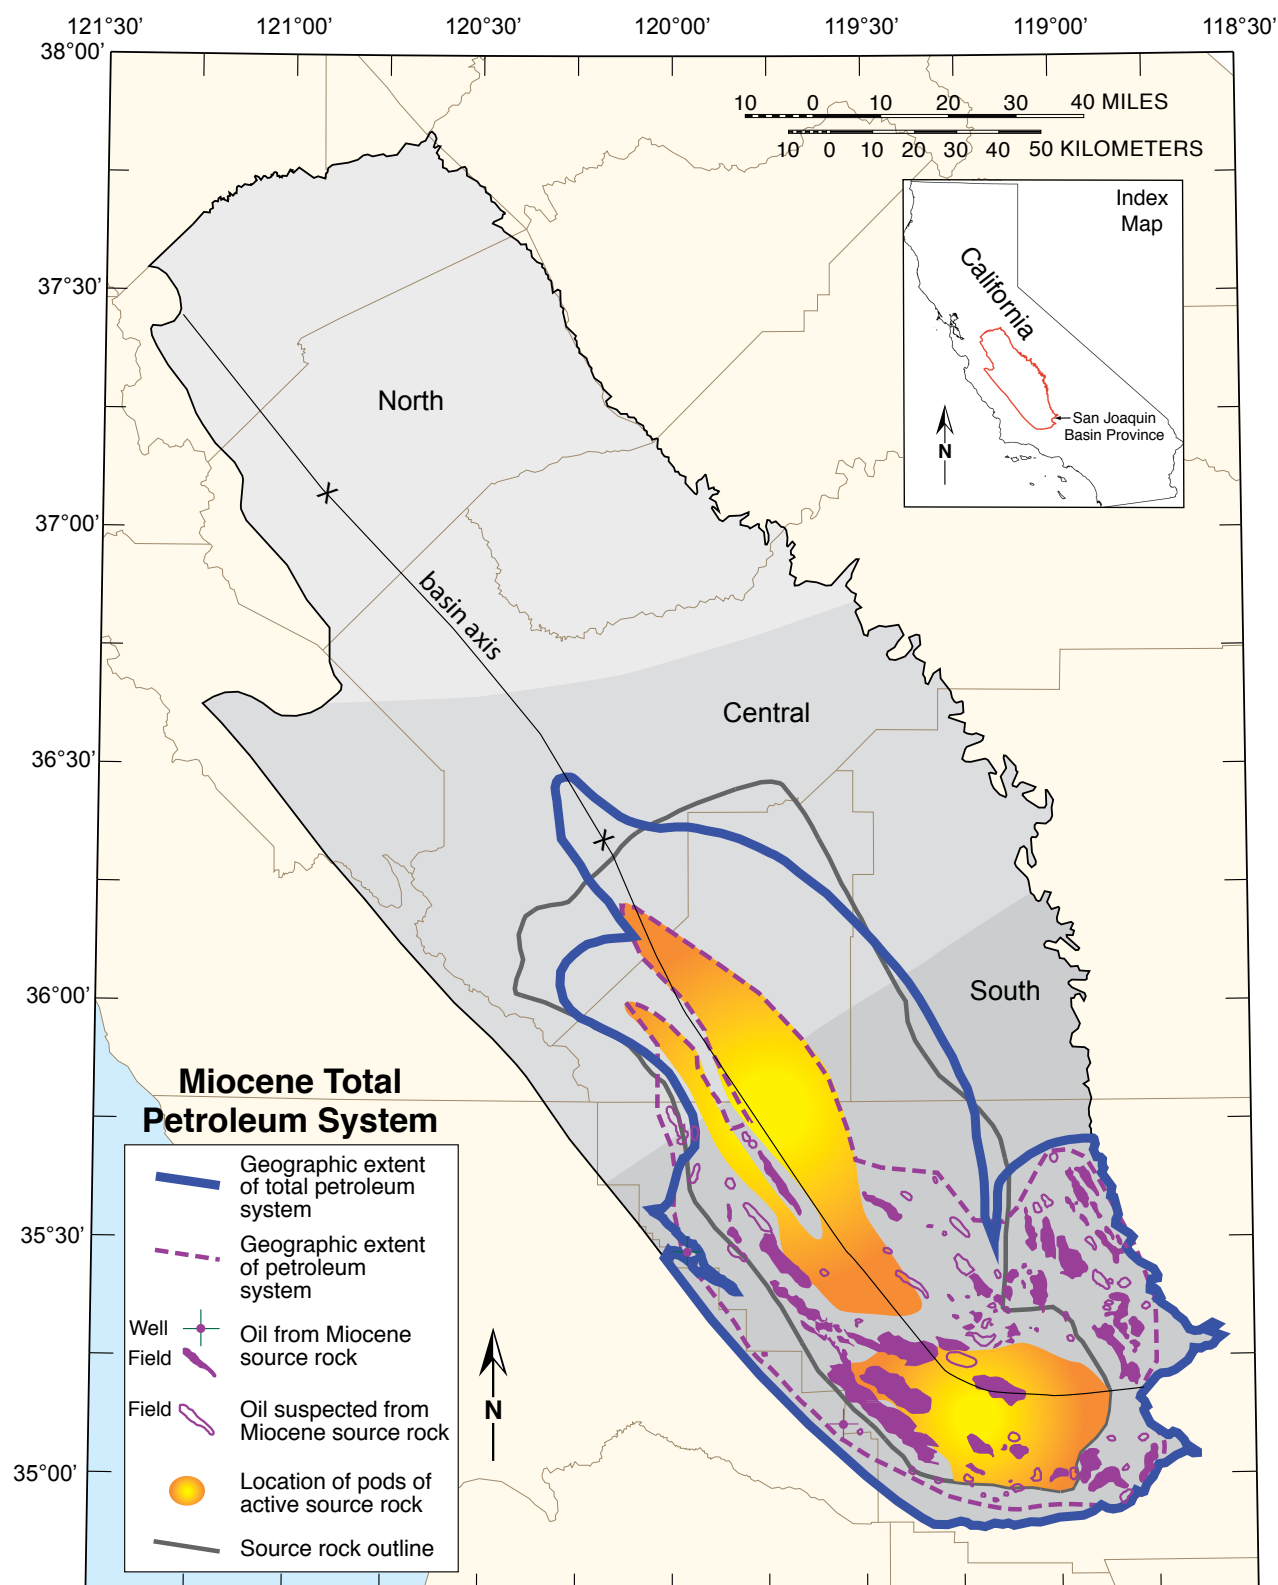 121°30’ 121°00’ 120°30’ 120°00’ 119°30’ 119°00’ 118°30’
38°00’
10 0 10 20 30 40 MILES
10 0 10 20 30 40 50 KILOMETERS
Index
Map
California
San Joaquin
Basin Province
N
37°30’
North
37°00’
basin axis
Central
36°30’
South
36°00’
35°30’
35°00’
N
Miocene Total
Petroleum System
Geographic extent
of total petroleum
system
Geographic extent
of petroleum
system
Well
Field
Oil from Miocene
source rock
Field
Oil suspected from
Miocene source rock
Location of pods of
active source rock
Source rock outline